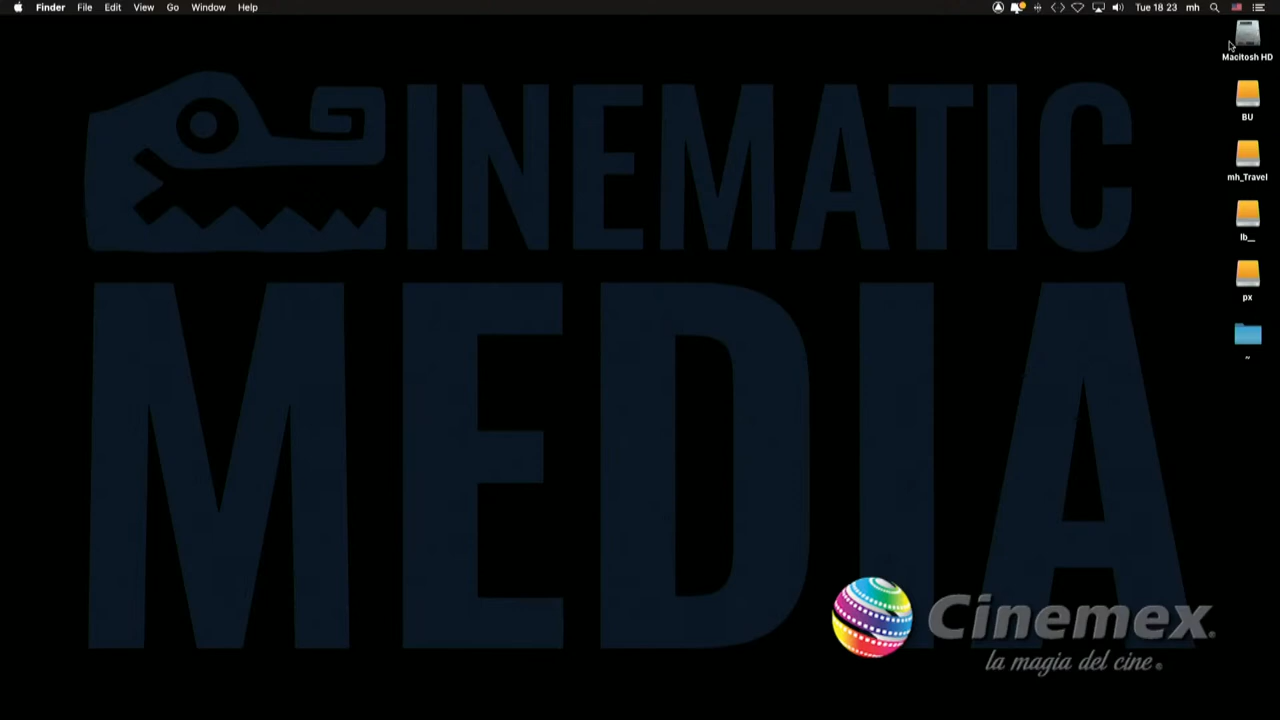 Finder File Edit View Go Window Help
Tue 18 23 mh
Macitosh HD
BU
mh_Travel
lb__
px
~
INEMATIC
MEDIA
Cinemex®
la magia del cine®